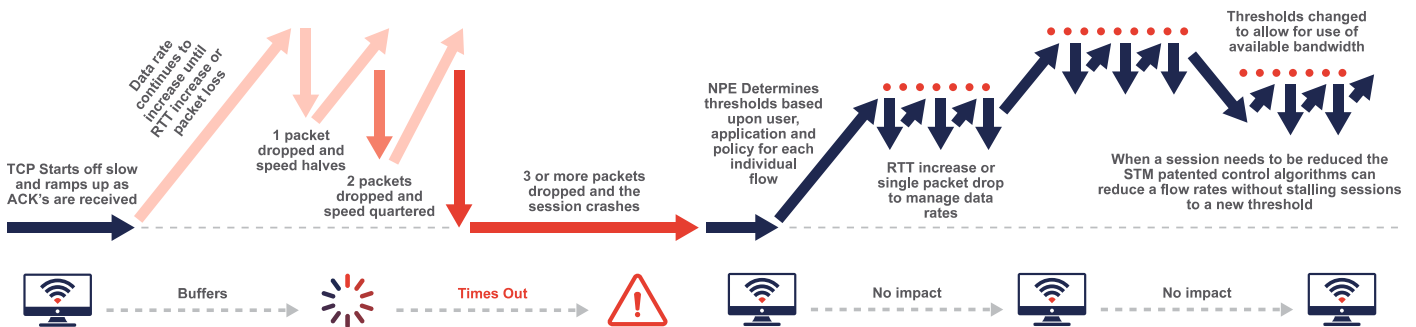 Data rate
continues to
increase until
RTT increase or
packet loss
TCP Starts off slow
and ramps up as
ACK's are received
1 packet
dropped and
speed halves
2 packets
dropped and
speed quartered
3 or more packets
dropped and the
session crashes
NPE Determines
thresholds based
upon user,
application and
policy for each
individual
flow
RTT increase or
single packet drop
to manage data
rates
Thresholds changed
to allow for use of
available bandwidth
When a session needs to be reduced the
STM patented control algorithms can
reduce a flow rates without stalling sessions
to a new threshold
Buffers
Times Out
No impact
No impact